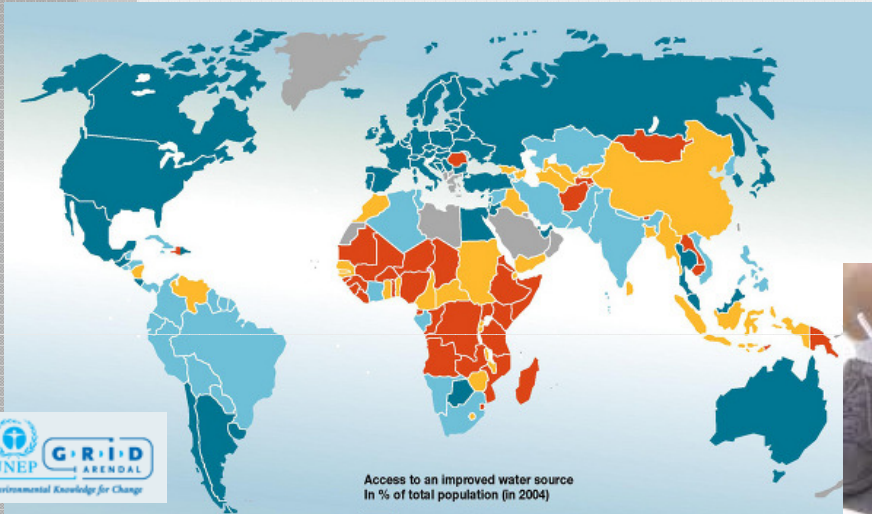 Access to an improved water source
In % of total population (in 2004)
UNEP
G·R·I·D
ARENDAL
Environmental Knowledge for Change